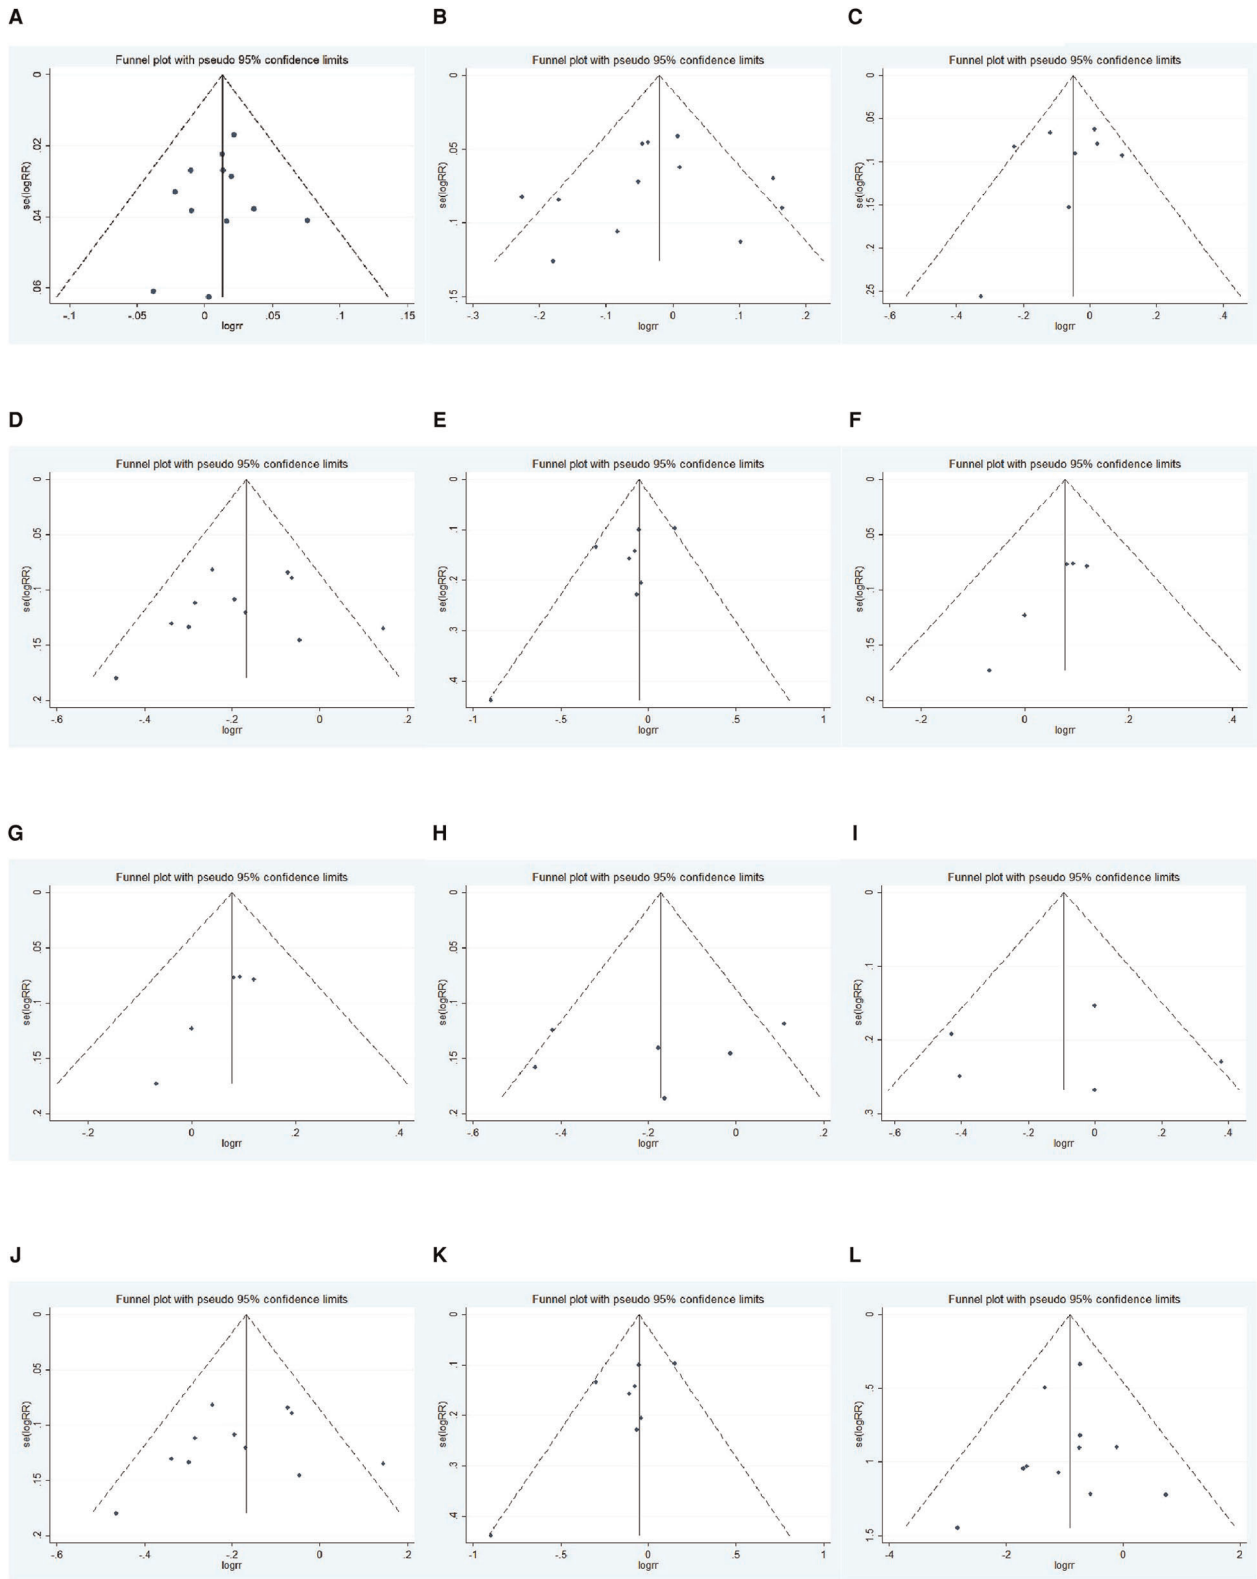 A
B
C
Funnel plot with pseudo 95% confidence limits
0
.02
.04
.06
se(logRR)
-.1
-.05
0
.05
.1
.15
logrr
Funnel plot with pseudo 95% confidence limits
0
.05
.1
.15
se(logRR)
-.3
-.2
-.1
0
.1
.2
logrr
Funnel plot with pseudo 95% confidence limits
0
.05
.1
.15
.2
.25
se(logRR)
-.6
-.4
-.2
0
.2
.4
logrr
D
E
F
Funnel plot with pseudo 95% confidence limits
0
.05
.1
.15
.2
se(logRR)
-.6
-.4
-.2
0
.2
logrr
Funnel plot with pseudo 95% confidence limits
0
.1
.2
.3
.4
se(logRR)
-1
-.5
0
.5
1
logrr
Funnel plot with pseudo 95% confidence limits
0
.05
.1
.15
.2
se(logRR)
-.2
0
.2
.4
logrr
G
H
I
Funnel plot with pseudo 95% confidence limits
0
.05
.1
.15
.2
se(logRR)
-.2
0
.2
.4
logrr
Funnel plot with pseudo 95% confidence limits
0
.05
.1
.15
.2
se(logRR)
-.6
-.4
-.2
0
.2
logrr
Funnel plot with pseudo 95% confidence limits
0
.1
.2
.3
se(logRR)
-.6
-.4
-.2
0
.2
.4
logrr
J
K
L
Funnel plot with pseudo 95% confidence limits
0
.05
.1
.15
.2
se(logRR)
-.6
-.4
-.2
0
.2
logrr
Funnel plot with pseudo 95% confidence limits
0
.1
.2
.3
.4
se(logRR)
-1
-.5
0
.5
1
logrr
Funnel plot with pseudo 95% confidence limits
0
.5
1
1.5
se(logRR)
-4
-2
0
2
logrr